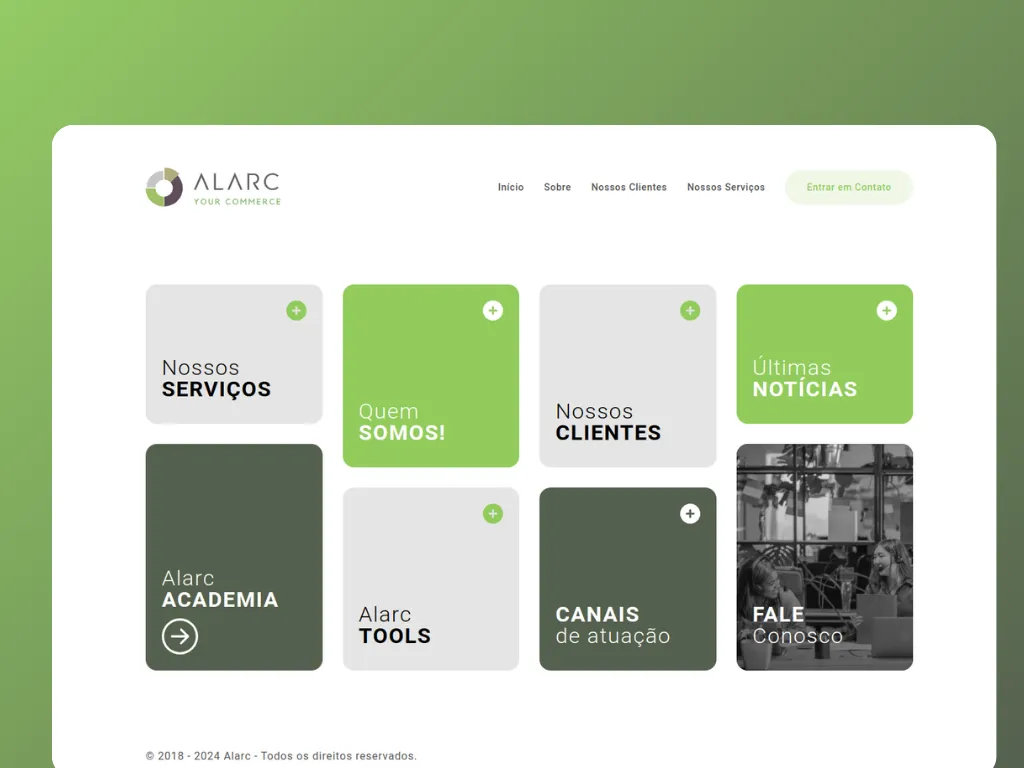 ALARC
YOUR COMMERCE
Início
Sobre
Nossos Clientes
Nossos Serviços
Entrar em Contato
Nossos
SERVIÇOS
Quem
SOMOS!
Nossos
CLIENTES
Últimas
NOTÍCIAS
Alarc
ACADEMIA
Alarc
TOOLS
CANAIS
de atuação
FALE
Conosco
© 2018 - 2024 Alarc - Todos os direitos reservados.